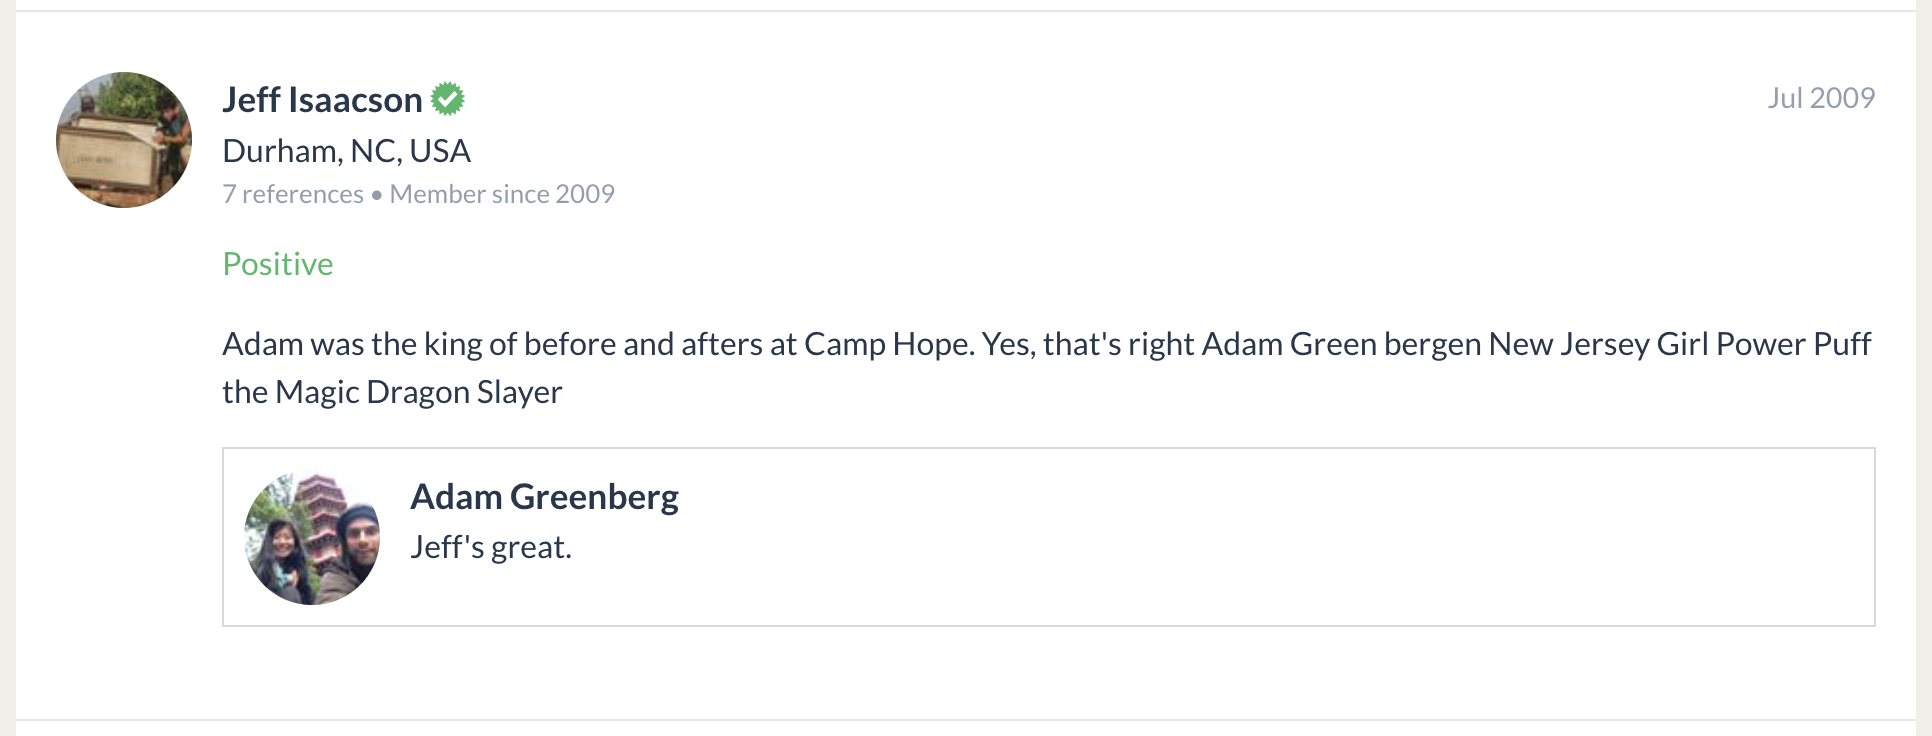 Jeff Isaacson
Jul 2009
Durham, NC, USA
7 references • Member since 2009
Positive
Adam was the king of before and afters at Camp Hope. Yes, that's right Adam Green bergen New Jersey Girl Power Puff
the Magic Dragon Slayer
Adam Greenberg
Jeff's great.